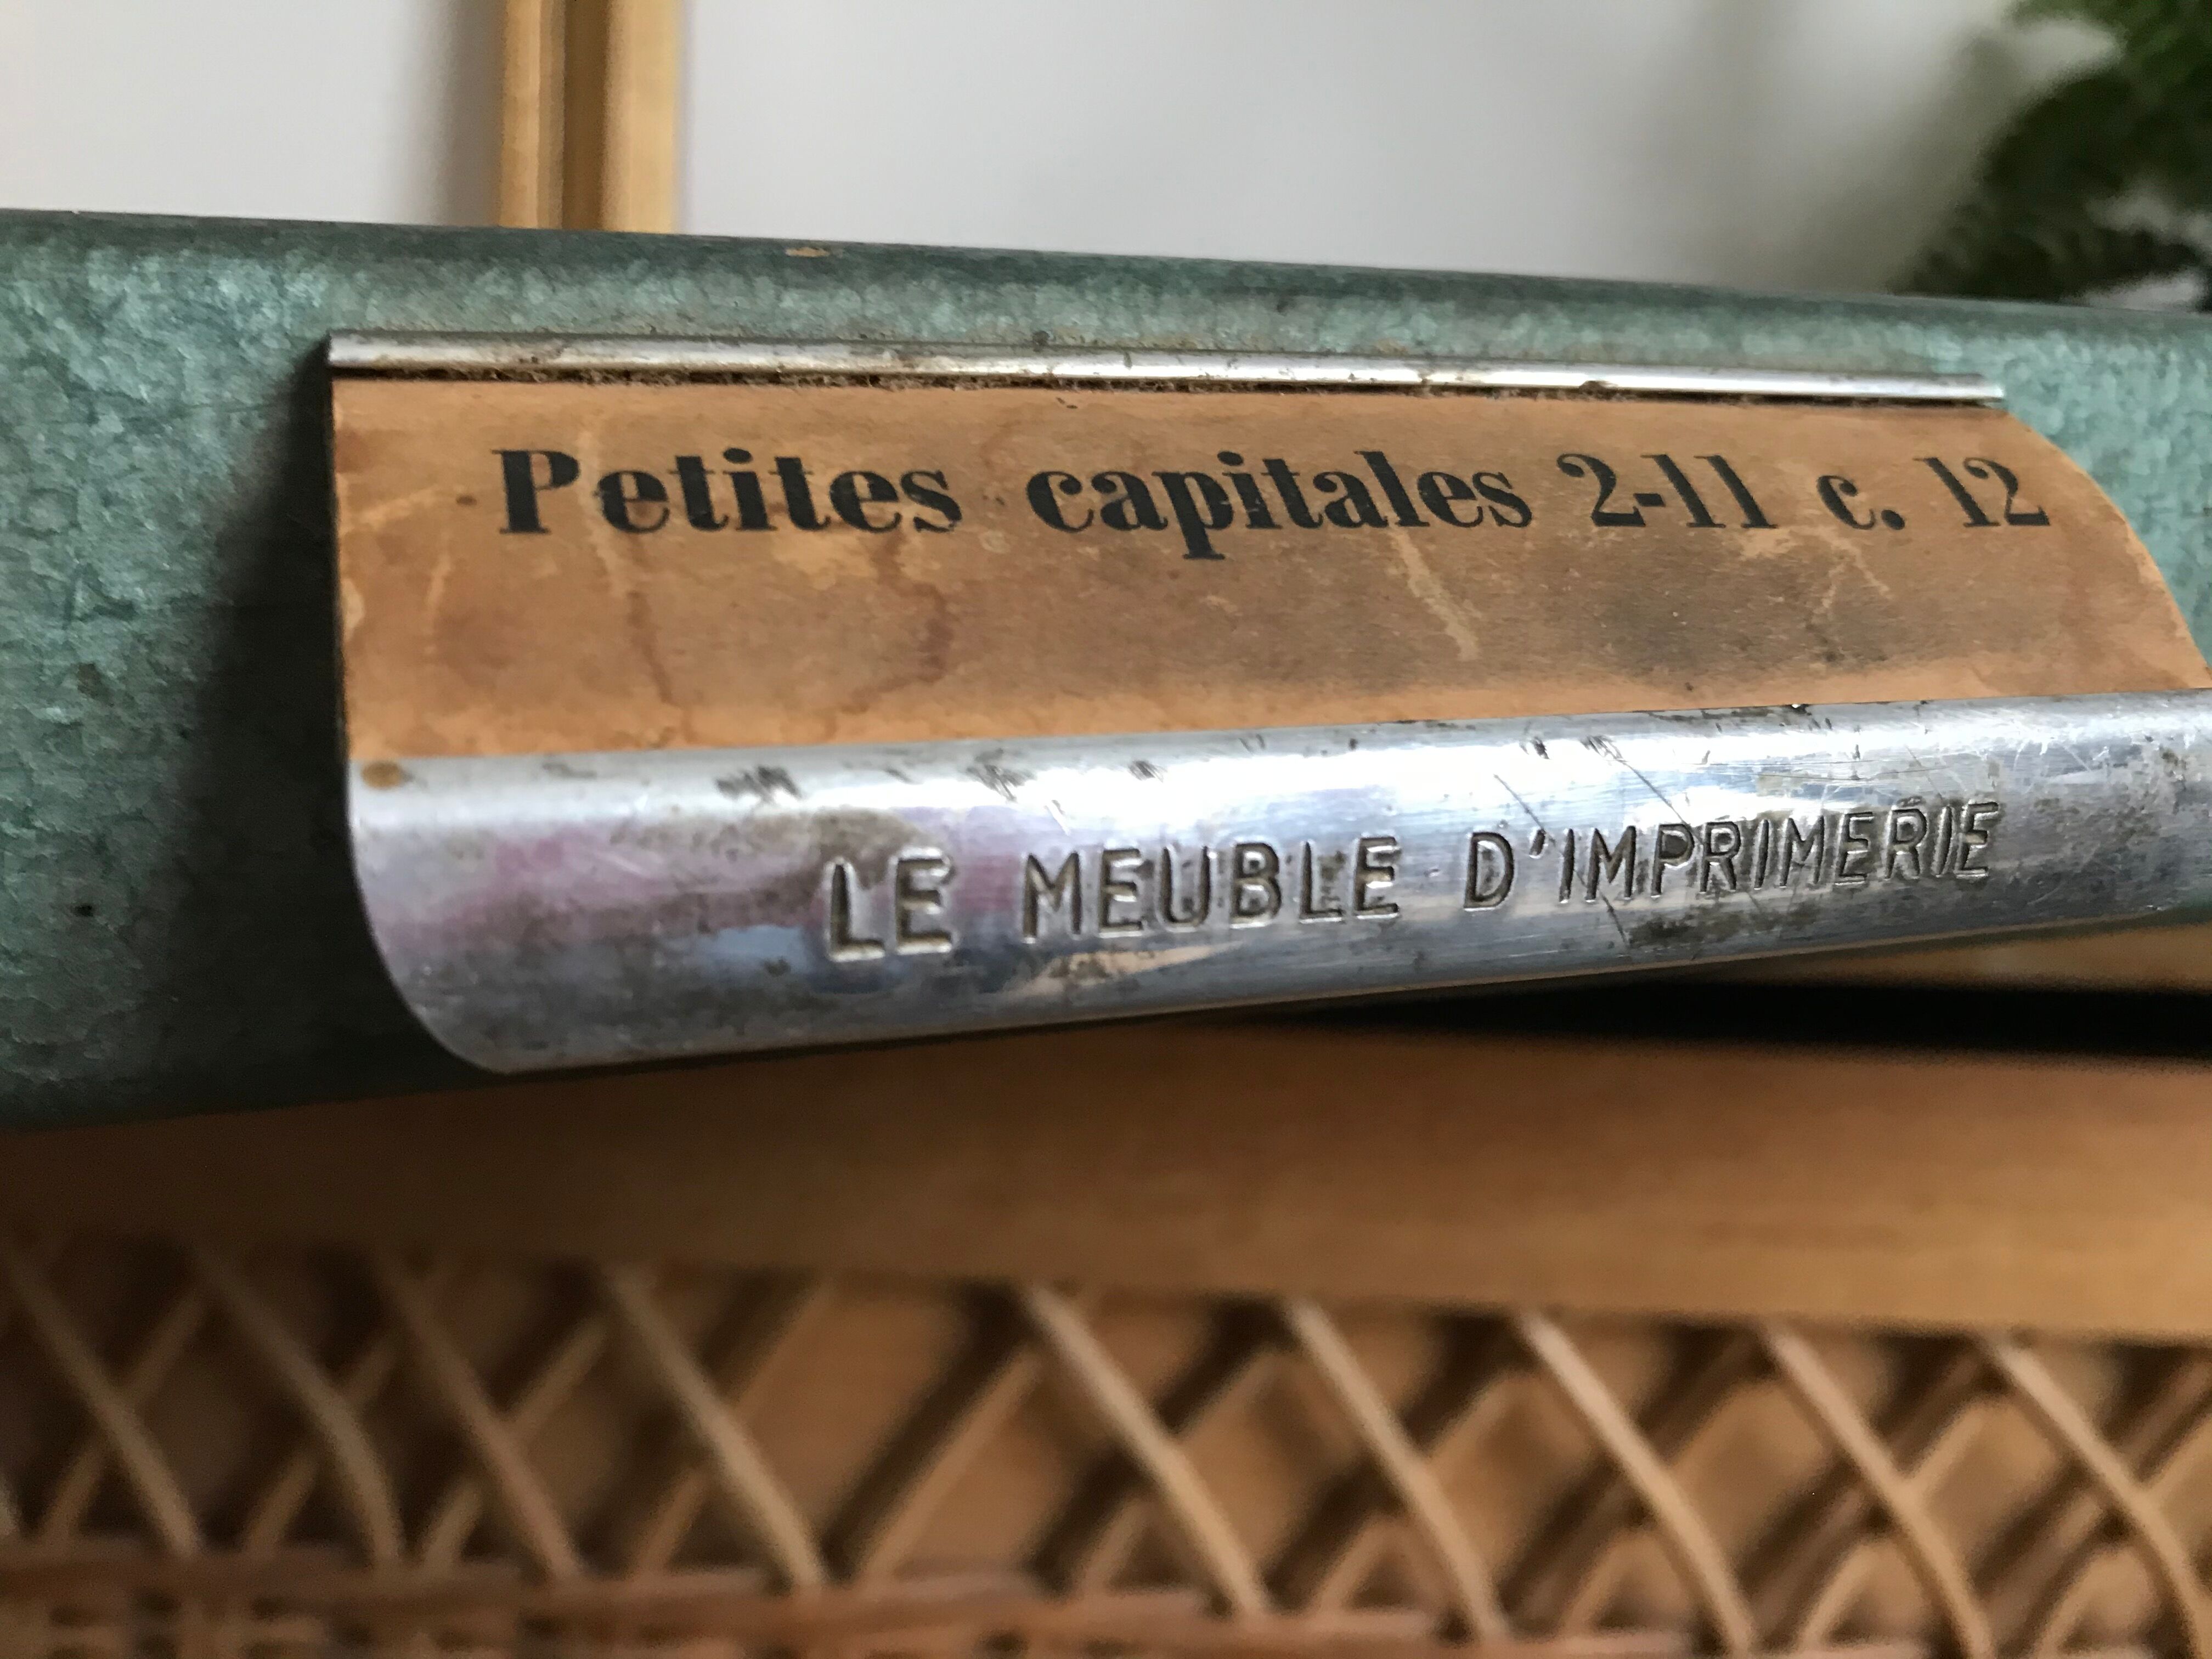 Petites capitales 2-11 c. 12
LE MEUBLE D'IMPRIMERIE